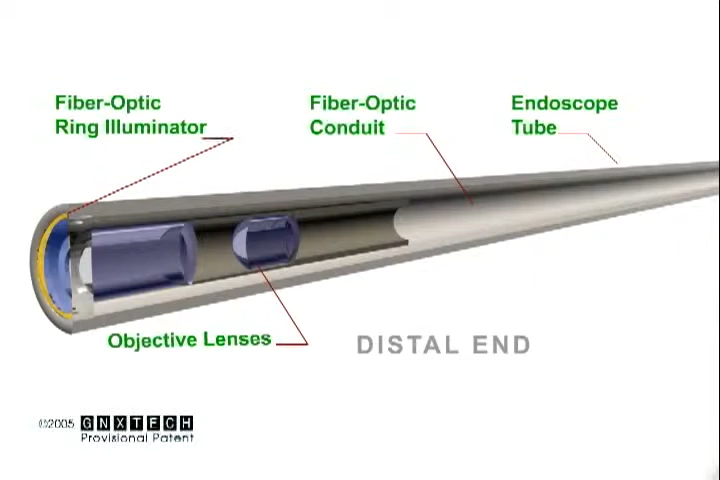 Fiber-Optic
Ring Illuminator
Fiber-Optic
Conduit
Endoscope
Tube
Objective Lenses
DISTAL END
©2005 GNXTECH
Provisional Patent